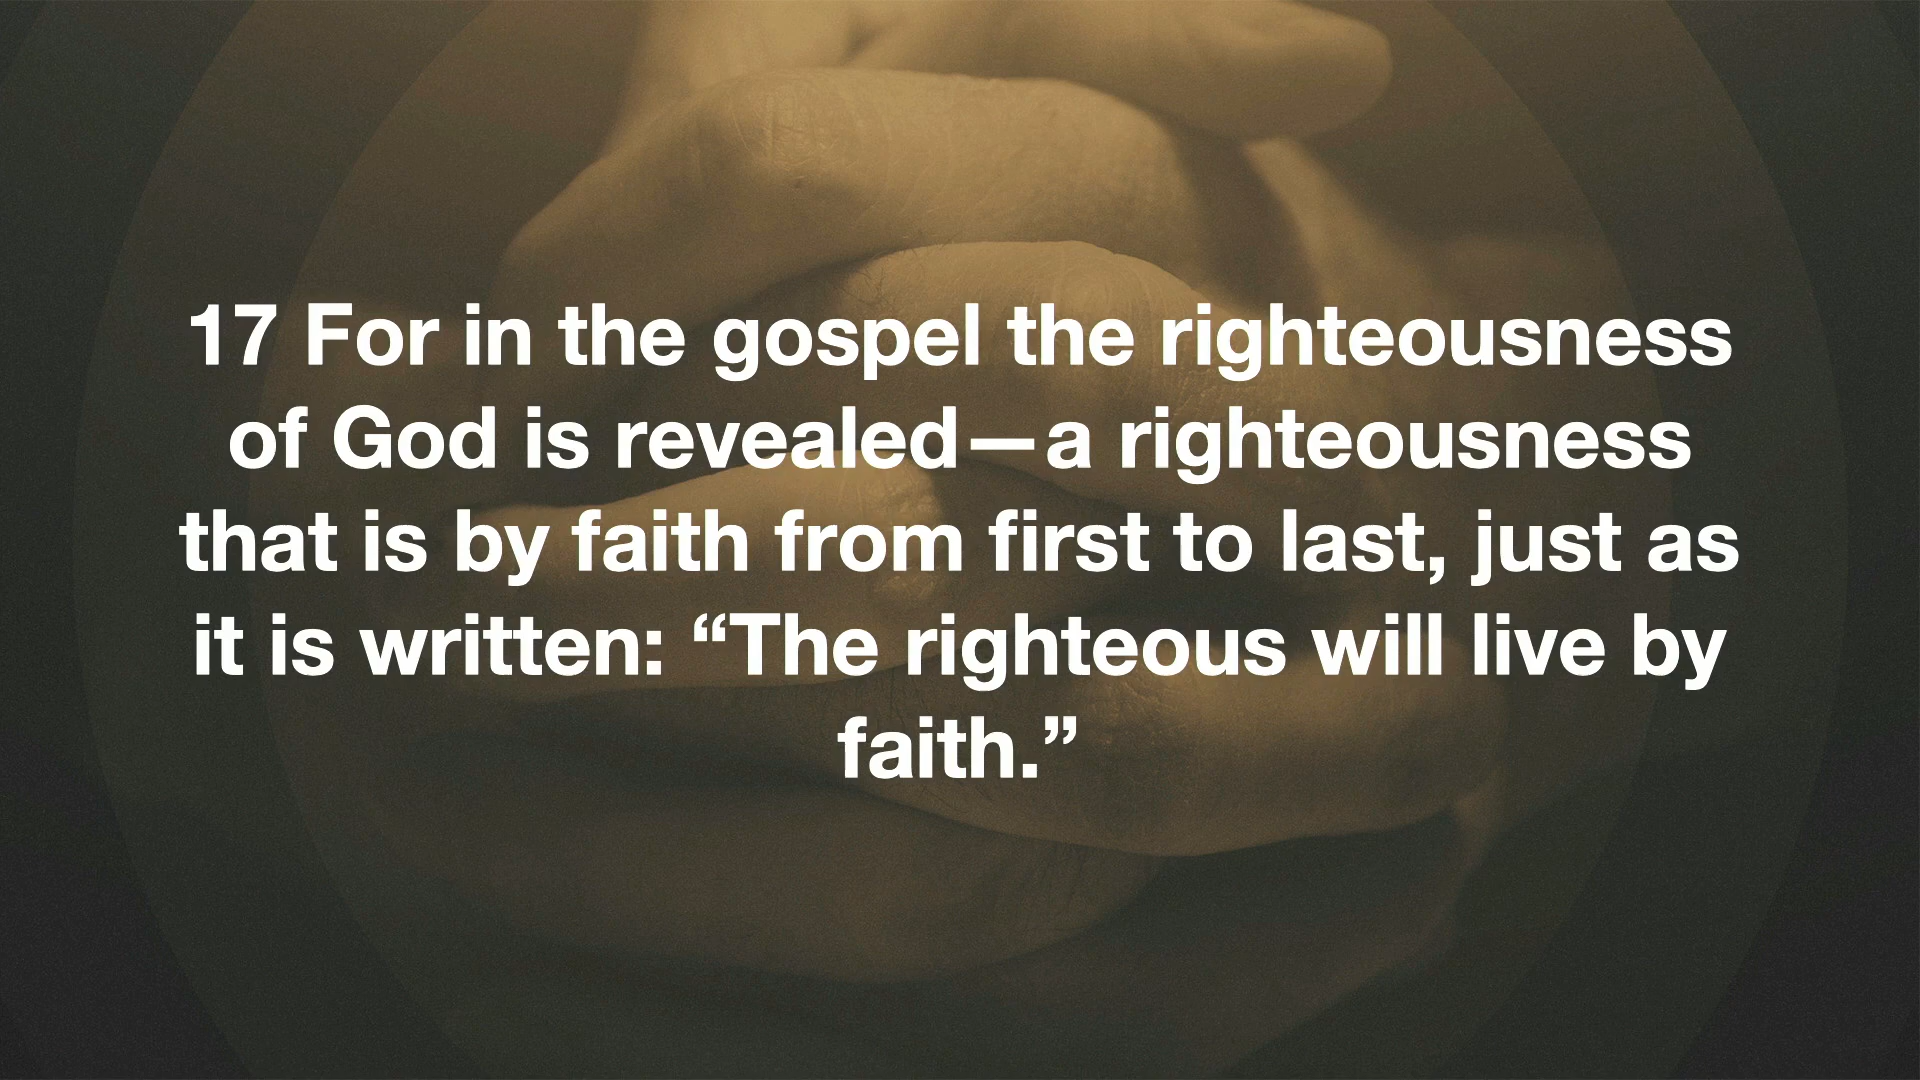 17 For in the gospel the righteousness
of God is revealed—a righteousness
that is by faith from first to last, just as
it is written: “The righteous will live by
faith.”